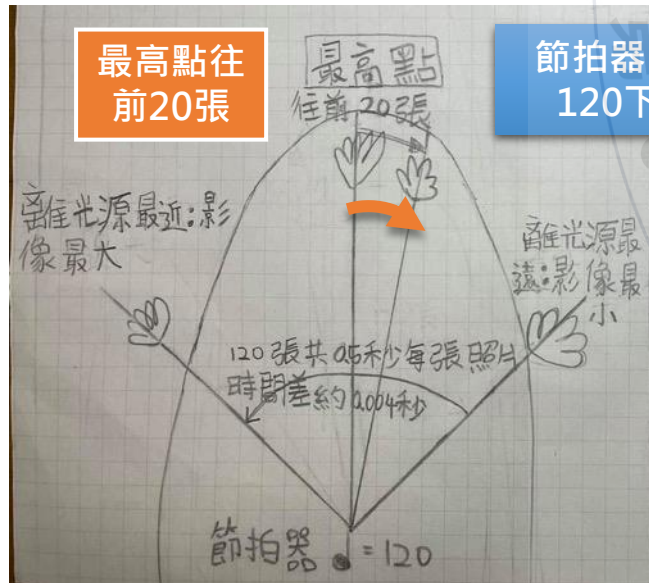 最高點往
前20張
最高點
往前20張
節拍器
120下
離光源最近:影
像最大
離光源最
遠:影像最
小
120張共0.5秒每張照片
時間差約0.004秒
節拍器 = 120